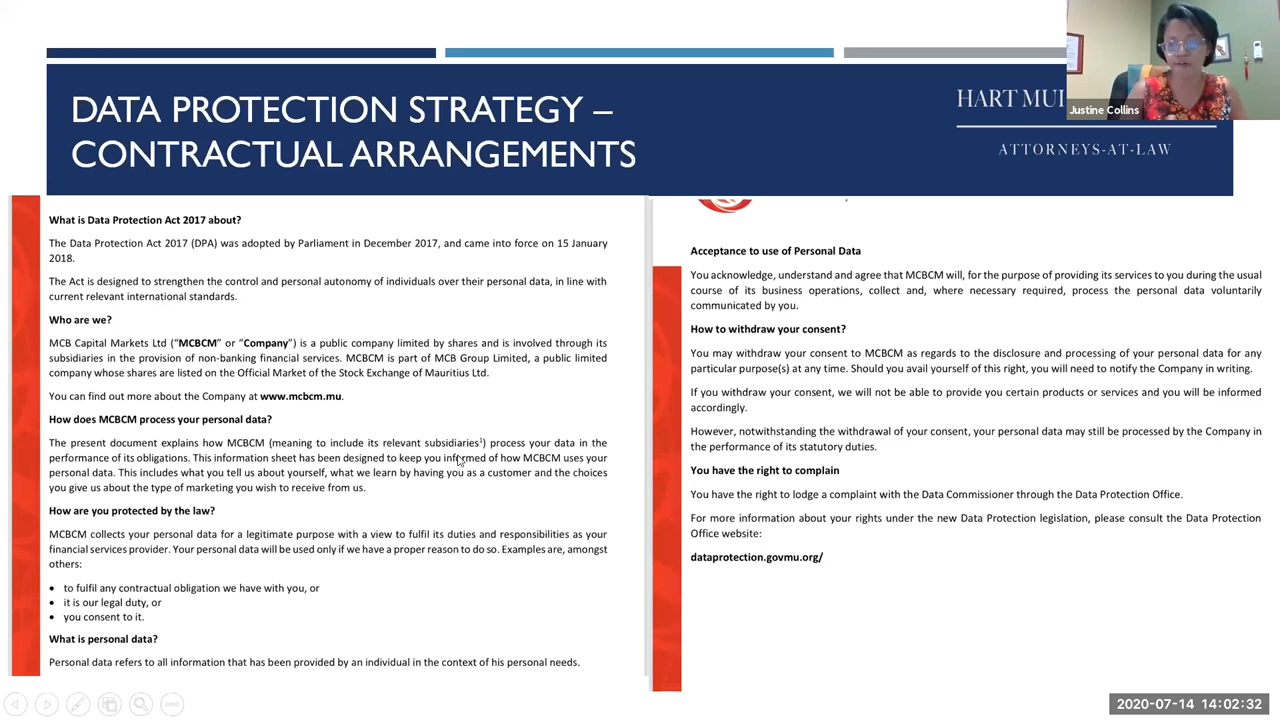 DATA PROTECTION STRATEGY –
CONTRACTUAL ARRANGEMENTS
HART
ATTORNEYS-AT-LAW
Justine Collins
What is Data Protection Act 2017 about?
The Data Protection Act 2017 (DPA) was adopted by Parliament in December 2017, and came into force on 15 January
2018.
The Act is designed to strengthen the control and personal autonomy of individuals over their personal data, in line with
current relevant international standards.
Who are we?
MCB Capital Markets Ltd (“MCBCM” or “Company”) is a public company limited by shares and is involved through its
subsidiaries in the provision of non-banking financial services. MCBCM is part of MCB Group Limited, a public limited
company whose shares are listed on the Official Market of the Stock Exchange of Mauritius Ltd.
You can find out more about the Company at www.mcbcm.mu.
How does MCBCM process your personal data?
The present document explains how MCBCM (meaning to include its relevant subsidiaries¹) process your data in the
performance of its obligations. This information sheet has been designed to keep you informed of how MCBCM uses your
personal data. This includes what you tell us about yourself, what we learn by having you as a customer and the choices
you give us about the type of marketing you wish to receive from us.
How are you protected by the law?
MCBCM collects your personal data for a legitimate purpose with a view to fulfil its duties and responsibilities as your
financial services provider. Your personal data will be used only if we have a proper reason to do so. Examples are, amongst
others:
• to fulfil any contractual obligation we have with you, or
• it is our legal duty, or
• you consent to it.
What is personal data?
Personal data refers to all information that has been provided by an individual in the context of his personal needs.
Acceptance to use of Personal Data
You acknowledge, understand and agree that MCBCM will, for the purpose of providing its services to you during the usual
course of its business operations, collect and, where necessary required, process the personal data voluntarily
communicated by you.
How to withdraw your consent?
You may withdraw your consent to MCBCM as regards to the disclosure and processing of your personal data for any
particular purpose(s) at any time. Should you avail yourself of this right, you will need to notify the Company in writing.
If you withdraw your consent, we will not be able to provide you certain products or services and you will be informed
accordingly.
However, notwithstanding the withdrawal of your consent, your personal data may still be processed by the Company in
the performance of its statutory duties.
You have the right to complain
You have the right to lodge a complaint with the Data Commissioner through the Data Protection Office.
For more information about your rights under the new Data Protection legislation, please consult the Data Protection
Office website:
dataprotection.govmu.org/
2020-07-14 14:02:32